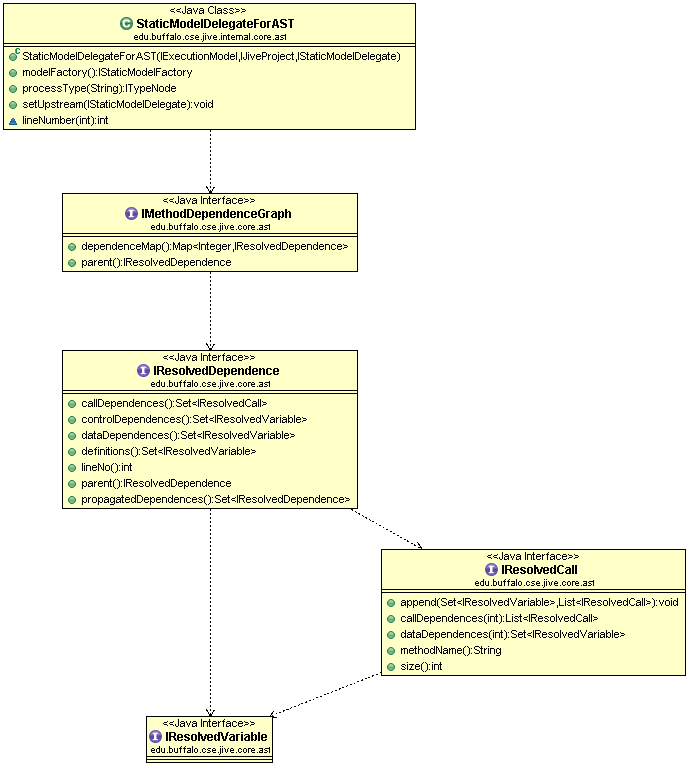 <<Java Class>>
StaticModelDelegateForAST
edu.buffalo.cse.jive.internal.core.ast
StaticModelDelegateForAST(IExecutionModel,IJiveProject,IStaticModelDelegate)
modelFactory():IStaticModelFactory
processType(String):ITypeNode
setUpstream(IStaticModelDelegate):void
lineNumber(int):int
<<Java Interface>>
IMethodDependenceGraph
edu.buffalo.cse.jive.core.ast
dependenceMap():Map<Integer,IResolvedDependence>
parent():IResolvedDependence
<<Java Interface>>
IResolvedDependence
edu.buffalo.cse.jive.core.ast
callDependences():Set<IResolvedCall>
controlDependences():Set<IResolvedVariable>
dataDependences():Set<IResolvedVariable>
definitions():Set<IResolvedVariable>
lineNo():int
parent():IResolvedDependence
propagatedDependences():Set<IResolvedDependence>
<<Java Interface>>
IResolvedCall
edu.buffalo.cse.jive.core.ast
append(Set<IResolvedVariable>,List<IResolvedCall>):void
callDependences(int):List<IResolvedCall>
dataDependences(int):Set<IResolvedVariable>
methodName():String
size():int
<<Java Interface>>
IResolvedVariable
edu.buffalo.cse.jive.core.ast